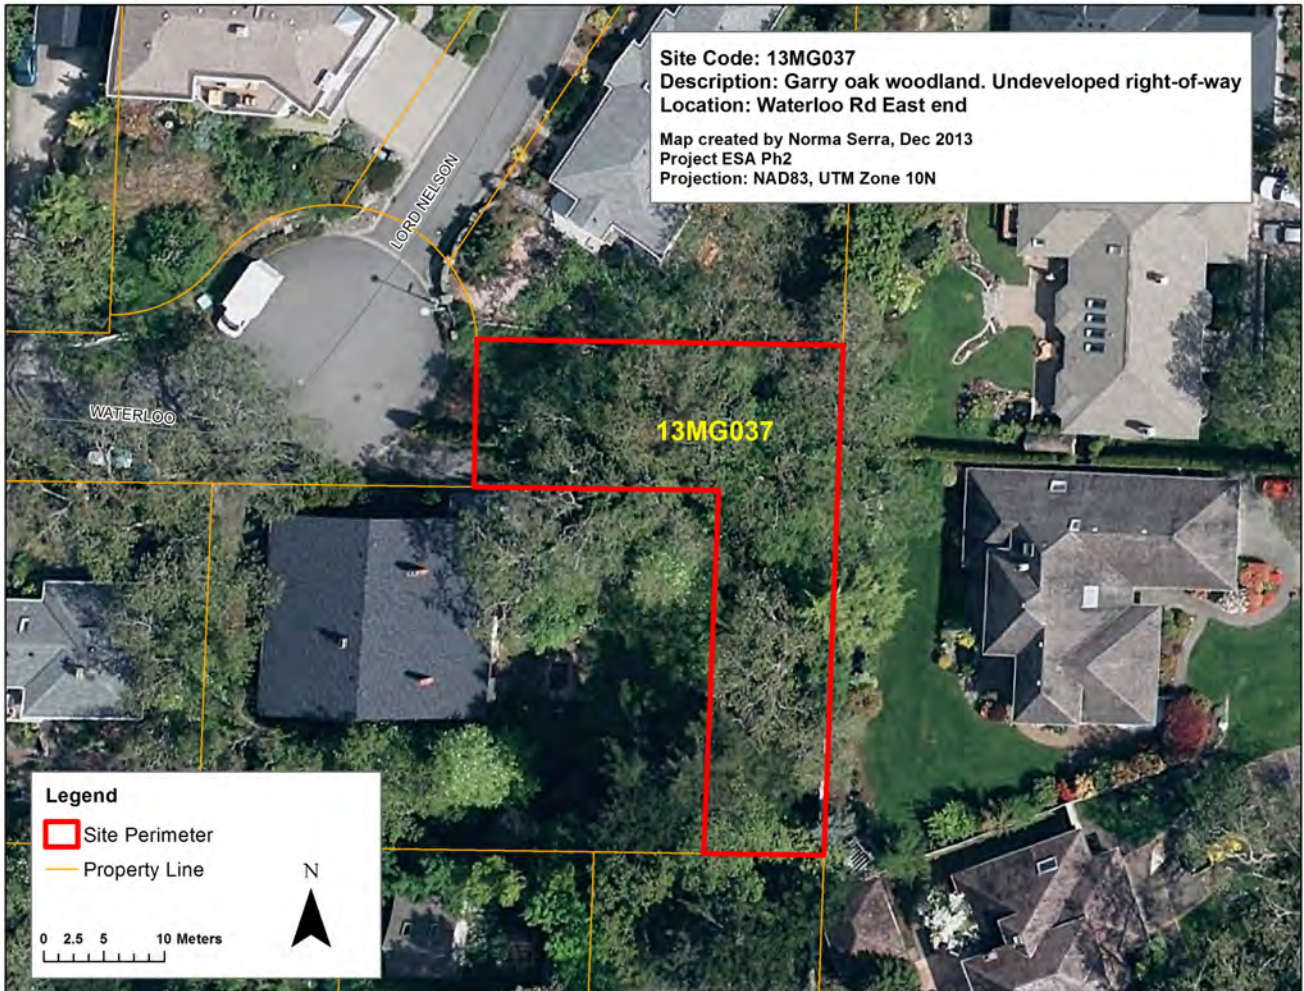 Site Code: 13MG037
Description: Garry oak woodland. Undeveloped right-of-way
Location: Waterloo Rd East end
Map created by Norma Serra, Dec 2013
Project ESA Ph2
Projection: NAD83, UTM Zone 10N
LORD NELSON
WATERLOO
13MG037
Legend
Site Perimeter
Property Line
N
0 2.5 5 10 Meters